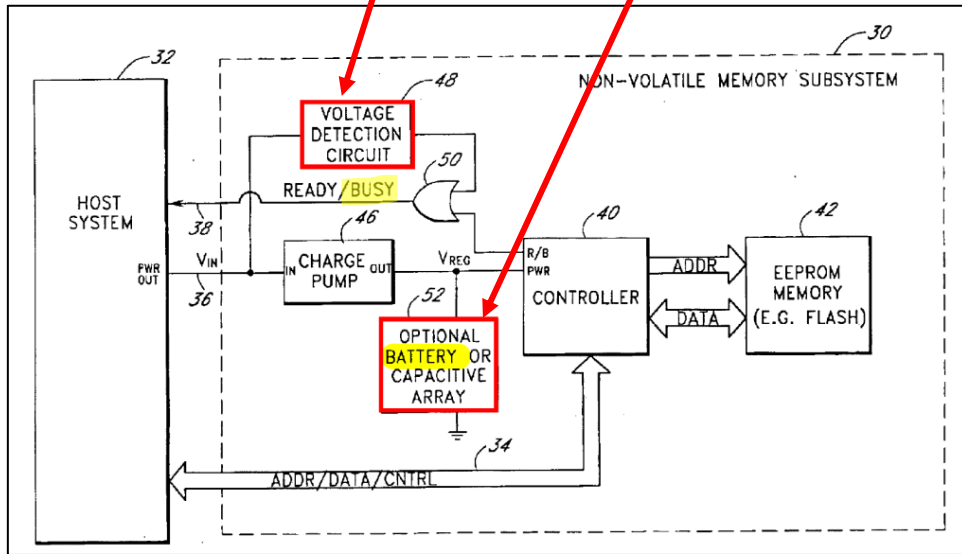 30
NON-VOLATILE MEMORY SUBSYSTEM
32
HOST
SYSTEM
PWR
OUT
48
VOLTAGE
DETECTION
CIRCUIT
50
READY/BUSY
38
VIN
36
46
IN
CHARGE
PUMP
OUT
VREG
52
OPTIONAL
BATTERY OR
CAPACITIVE
ARRAY
40
R/B
PWR
CONTROLLER
ADDR
DATA
42
EEPROM
MEMORY
(E.G. FLASH)
34
ADDR/DATA/CNTRL